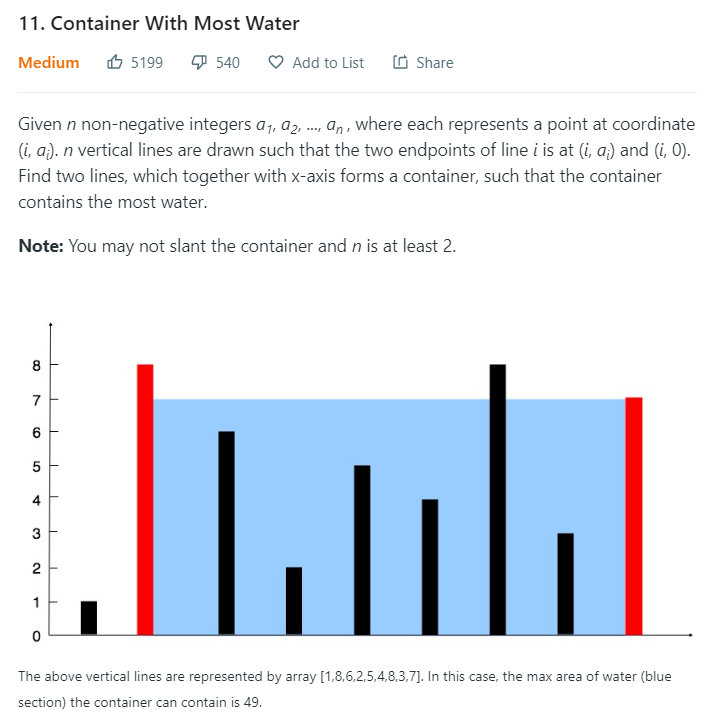 11. Container With Most Water
Medium 5199 540 Add to List Share
Given n non-negative integers a1, a2, ..., an , where each represents a point at coordinate
(i, ai). n vertical lines are drawn such that the two endpoints of line i is at (i, ai) and (i, 0).
Find two lines, which together with x-axis forms a container, such that the container
contains the most water.
Note: You may not slant the container and n is at least 2.
8
7
6
5
4
3
2
1
0
The above vertical lines are represented by array [1,8,6,2,5,4,8,3,7]. In this case, the max area of water (blue
section) the container can contain is 49.